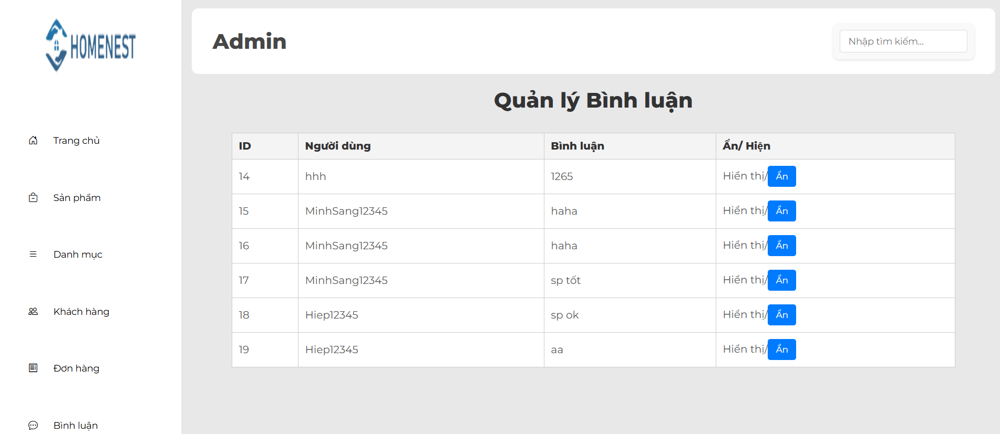 HOMENEST
Admin
Nhập tìm kiếm...
Quản lý Bình luận
Trang chủ
Sản phẩm
Danh mục
Khách hàng
Đơn hàng
Bình luận
ID Người dùng Bình luận Ẩn/ Hiện
14 hhh 1265 Hiển thị/ Ẩn
15 MinhSang12345 haha Hiển thị/ Ẩn
16 MinhSang12345 haha Hiển thị/ Ẩn
17 MinhSang12345 sp tốt Hiển thị/ Ẩn
18 Hiep12345 sp ok Hiển thị/ Ẩn
19 Hiep12345 aa Hiển thị/ Ẩn